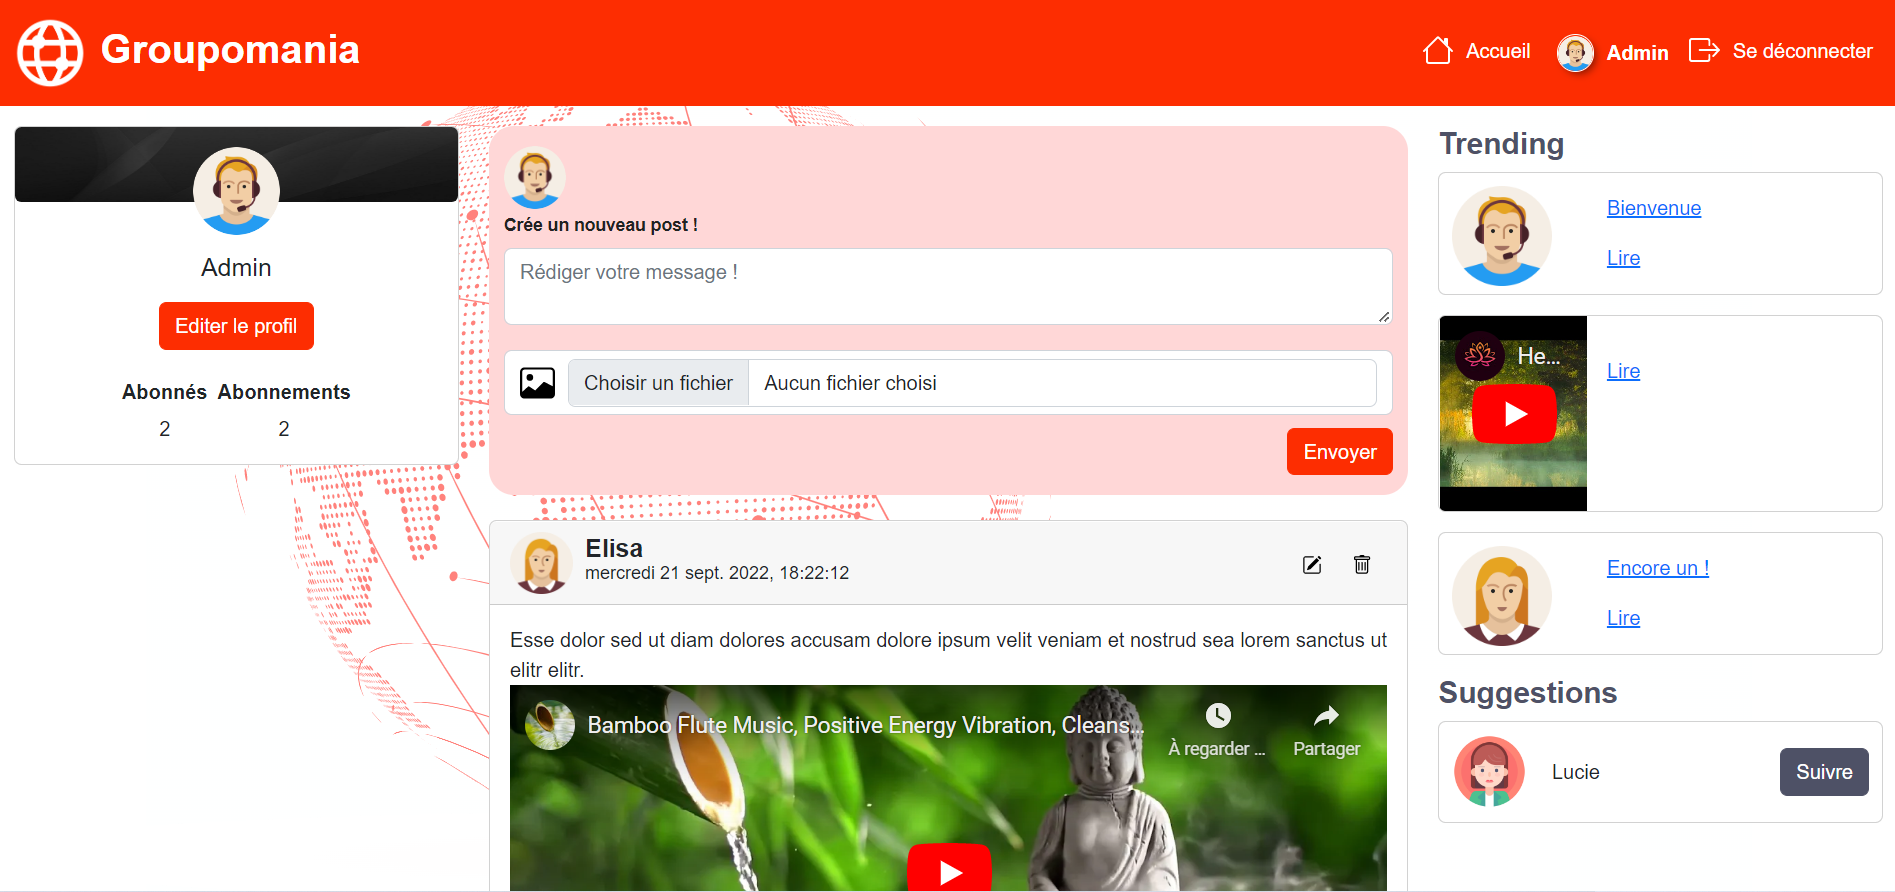 Groupomania
Accueil
Admin
Se déconnecter
Admin
Editer le profil
Abonnés Abonnements
2 2
Crée un nouveau post !
Rédiger votre message !
Choisir un fichier Aucun fichier choisi
Envoyer
Elisa
mercredi 21 sept. 2022, 18:22:12
Esse dolor sed ut diam dolores accusam dolore ipsum velit veniam et nostrud sea lorem sanctus ut
elitr elitr.
Bamboo Flute Music, Positive Energy Vibration, Cleans...
À regarder ...
Partager
Trending
Bienvenue
Lire
He...
Lire
Encore un !
Lire
Suggestions
Lucie
Suivre